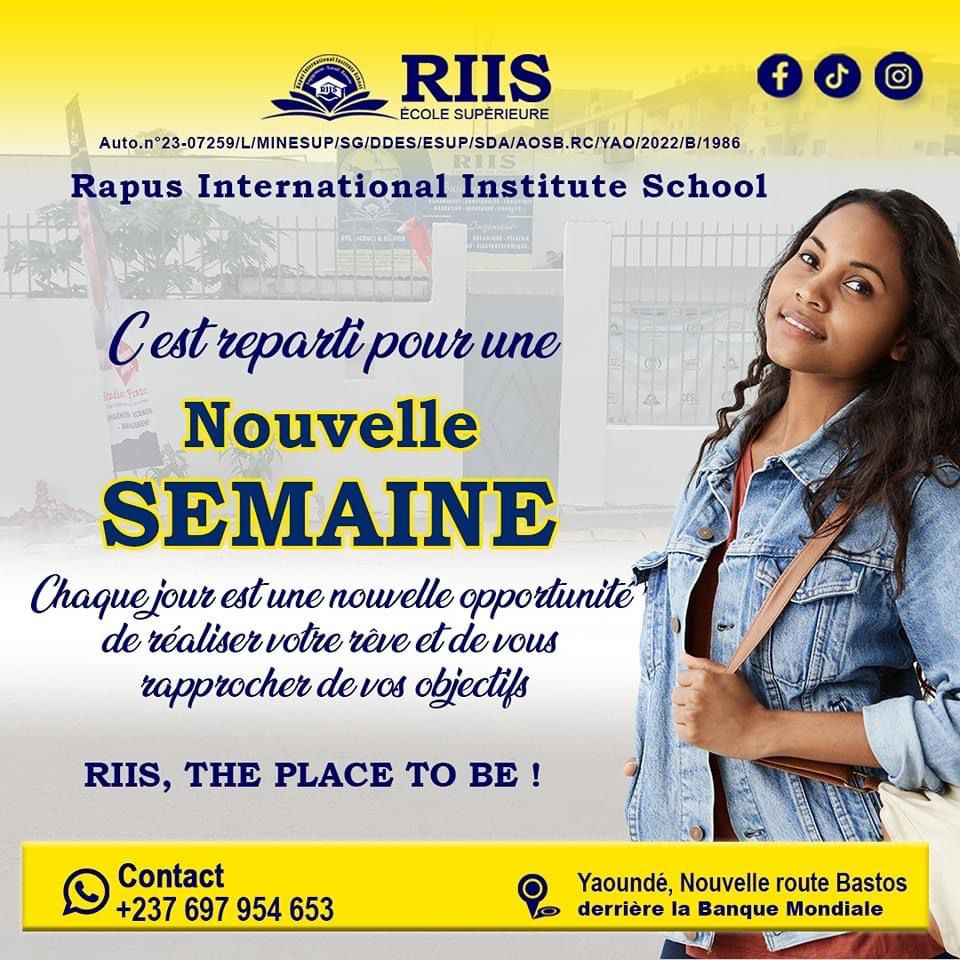 RIIS
ÉCOLE SUPÉRIEURE
Auto.n°23-07259/L/MINESUP/SG/DDES/ESUP/SDA/AOSB.RC/YAO/2022/B/1986
Rapus International Institute School
RIIS
C'est reparti pour une
Nouvelle
SEMAINE
Chaque jour est une nouvelle opportunité
de réaliser votre rêve et de vous
rapprocher de vos objectifs
RIIS, THE PLACE TO BE !
Contact
+237 697 954 653
Yaoundé, Nouvelle route Bastos
derrière la Banque Mondiale